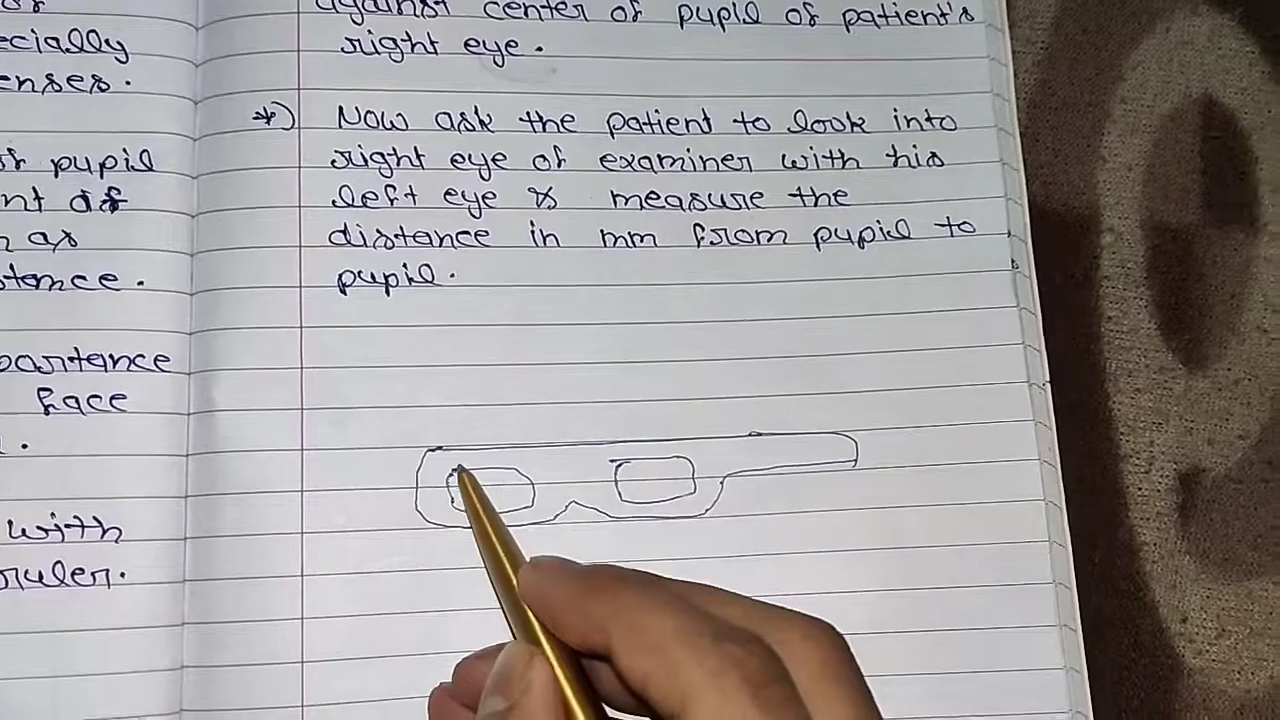 ecially
enses.
of pupil
nt of
n as
stance.
portance
face
.
with
ruler.
against center of pupil of patient's
right eye.
*) Now ask the patient to look into
right eye of examiner with his
left eye & measure the
distance in mm from pupil to
pupil.